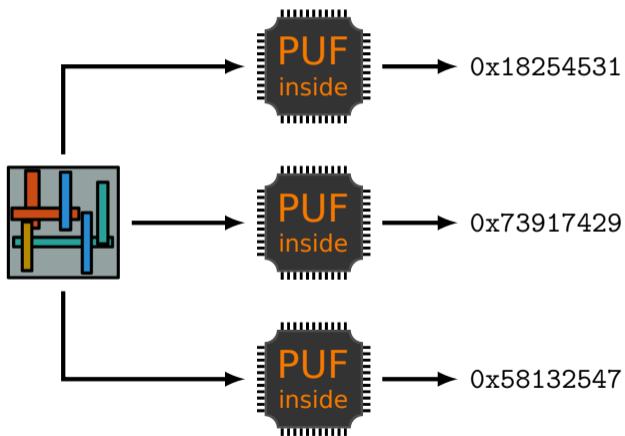 PUF
inside
0x18254531
PUF
inside
0x73917429
PUF
inside
0x58132547